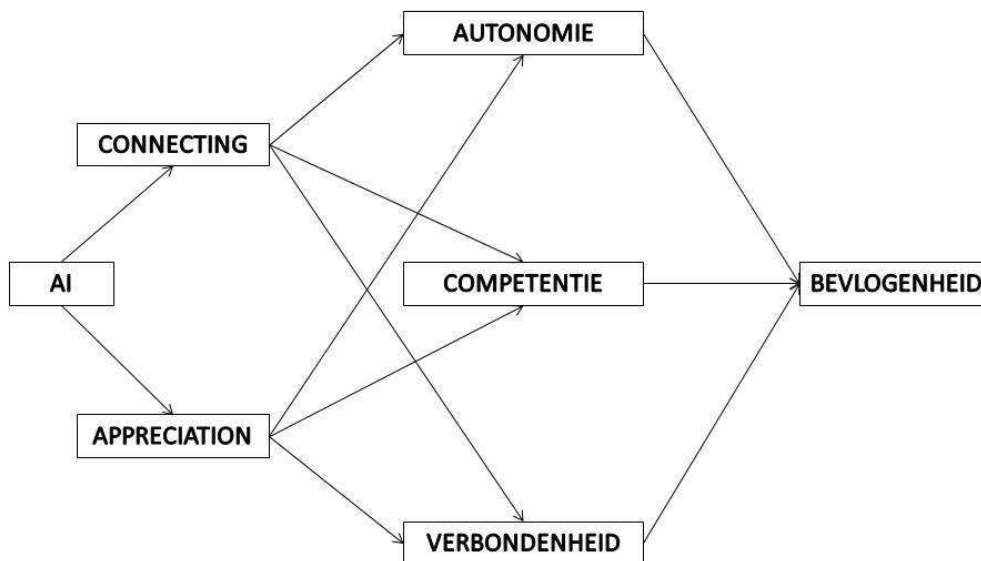 AUTONOMIE
CONNECTING
AI
COMPETENTIE
BEVLOGENHEID
APPRECIATION
VERBONDENHEID